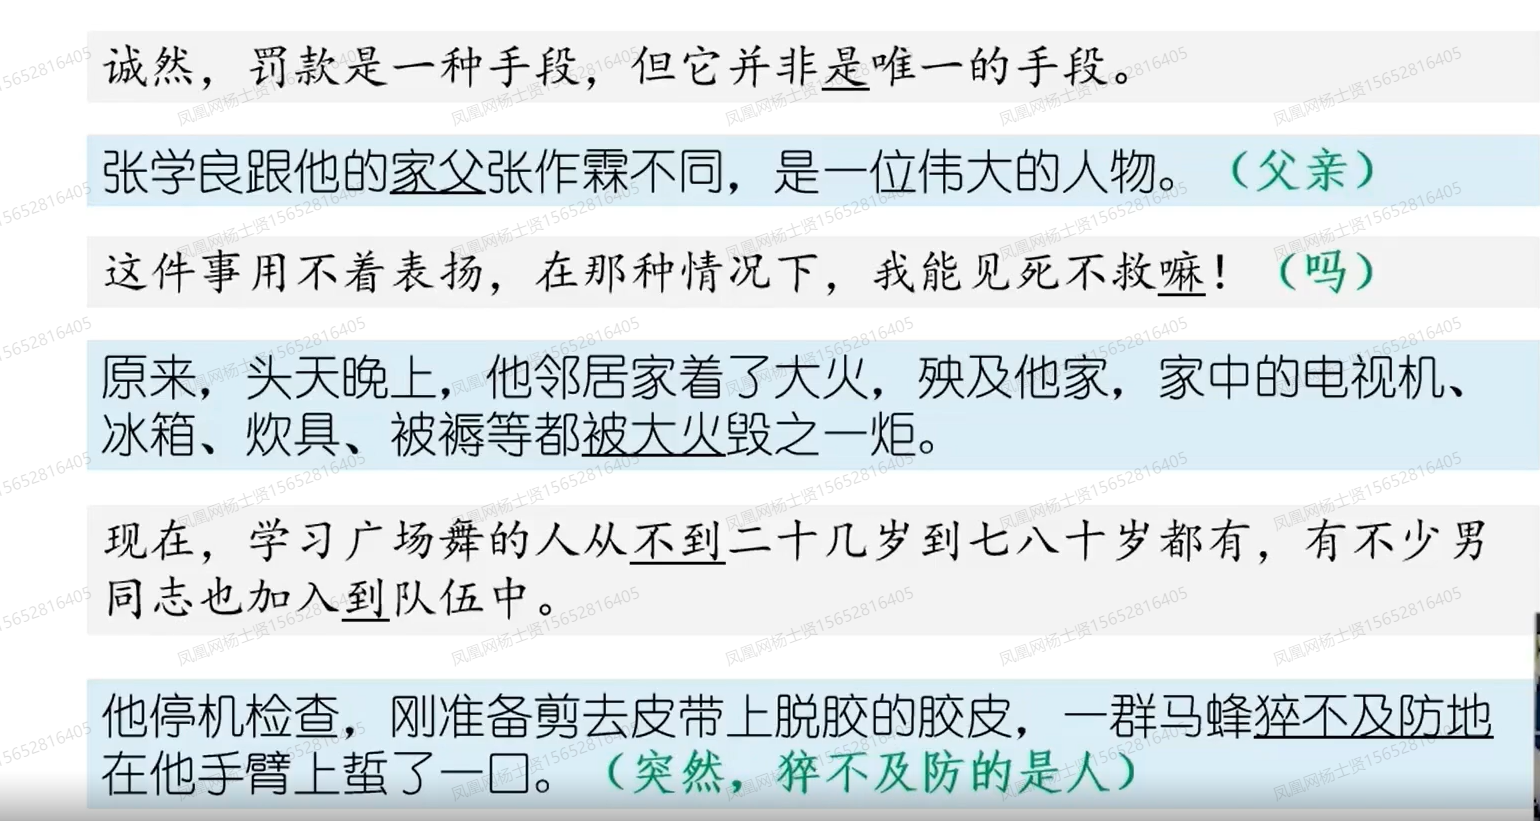 诚然，罚款是一种手段，但它并非是唯一的手段。
张学良跟他的家父张作霖不同，是一位伟大的人物。（父亲）
这件事用不着表扬，在那种情况下，我能见死不救嘛！（吗）
原来，头天晚上，他邻居家着了大火，殃及他家，家中的电视机、
冰箱、炊具、被褥等都被大火毁之一炬。
现在，学习广场舞的人从不到二十几岁到七八十岁都有，有不少男
同志也加入到队伍中。
他停机检查，刚准备剪去皮带上脱胶的胶皮，一群马蜂猝不及防地
在他手臂上蜇了一口。（突然，猝不及防的是人）
凤凰网杨士贤15652816405